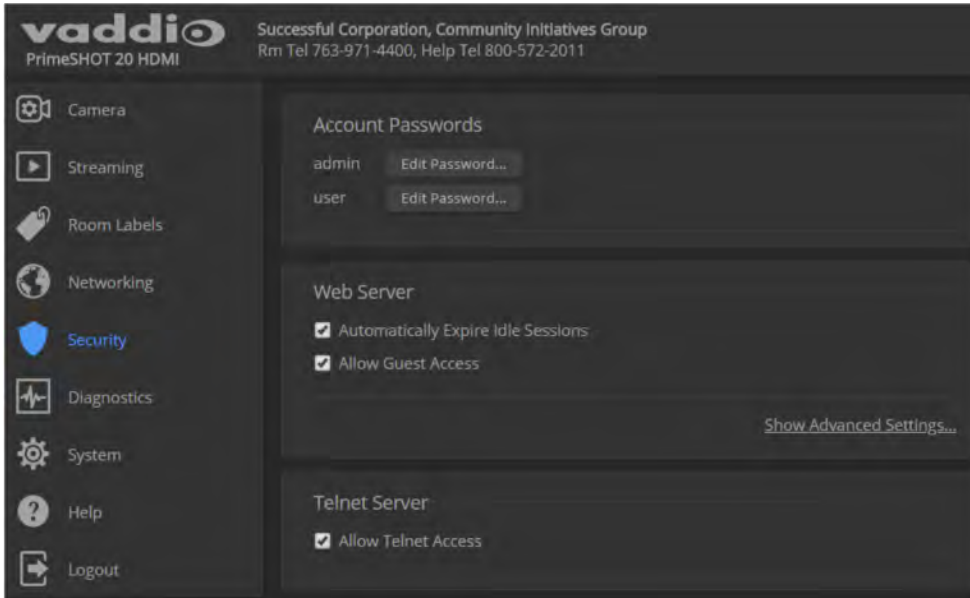 vaddio
PrimeSHOT 20 HDMI
Successful Corporation, Community Initiatives Group
Rm Tel 763-971-4400, Help Tel 800-572-2011
Camera
Streaming
Room Labels
Networking
Security
Diagnostics
System
Help
Logout
Account Passwords
admin Edit Password...
user Edit Password...
Web Server
Automatically Expire Idle Sessions
Allow Guest Access
Show Advanced Settings...
Telnet Server
Allow Telnet Access